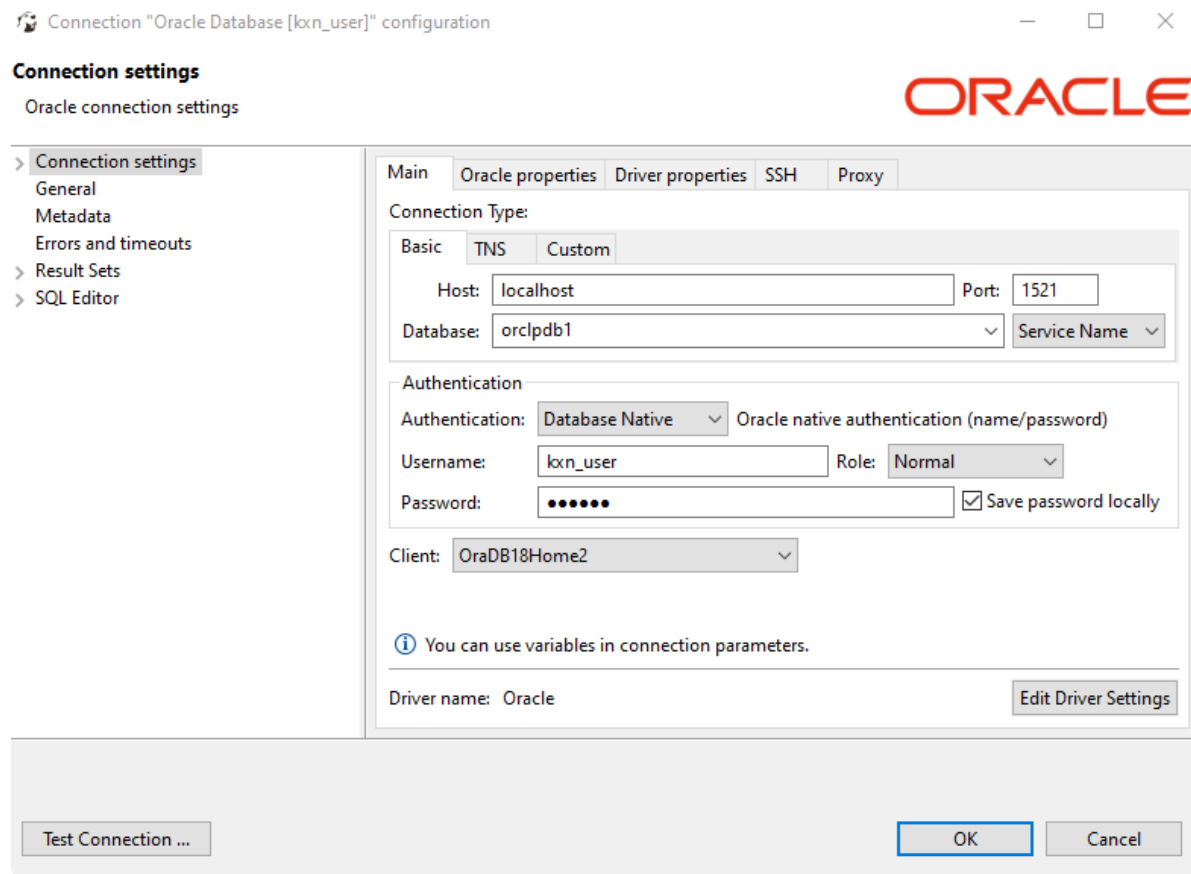 Connection "Oracle Database [kxn_user]" configuration
Connection settings
Oracle connection settings
ORACLE
Connection settings
General
Metadata
Errors and timeouts
Result Sets
SQL Editor
Main Oracle properties Driver properties SSH Proxy
Connection Type:
Basic TNS Custom
Host: localhost Port: 1521
Database: orclpdb1 Service Name
Authentication
Authentication: Database Native Oracle native authentication (name/password)
Username: kxn_user Role: Normal
Password: •••••• Save password locally
Client: OraDB18Home2
You can use variables in connection parameters.
Driver name: Oracle Edit Driver Settings
Test Connection ... OK Cancel